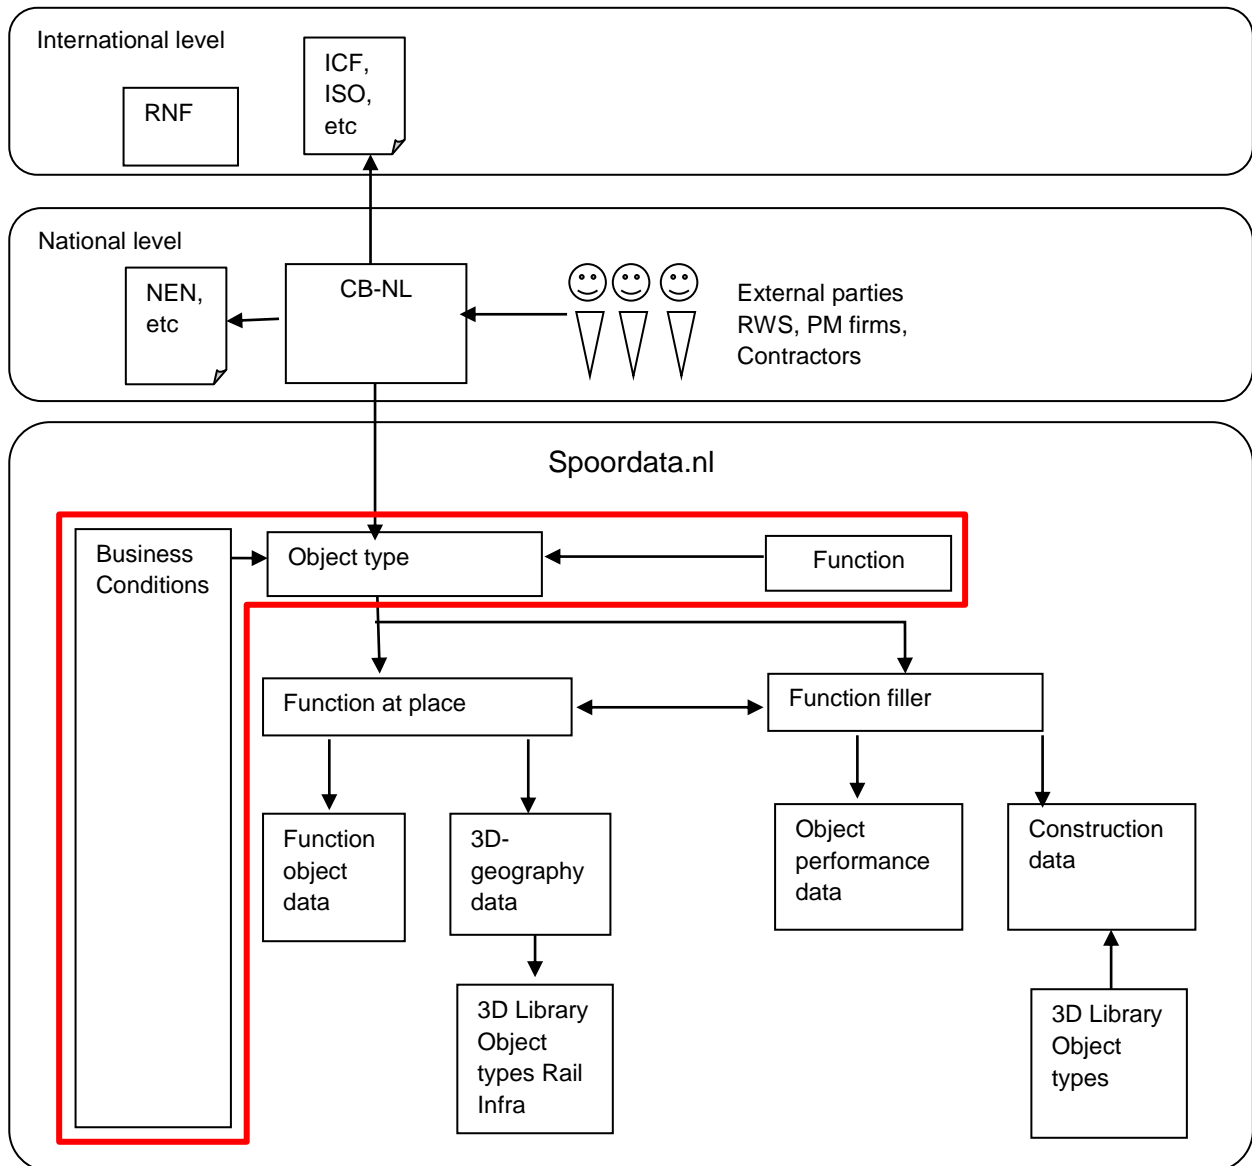 International level
RNF
ICF,
ISO,
etc
National level
NEN,
etc
CB-NL
External parties
RWS, PM firms,
Contractors
Spoordata.nl
Business
Conditions
Object type
Function
Function at place
Function filler
Function
object
data
3D-
geography
data
Object
performance
data
Construction
data
3D Library
Object
types Rail
Infra
3D Library
Object
types